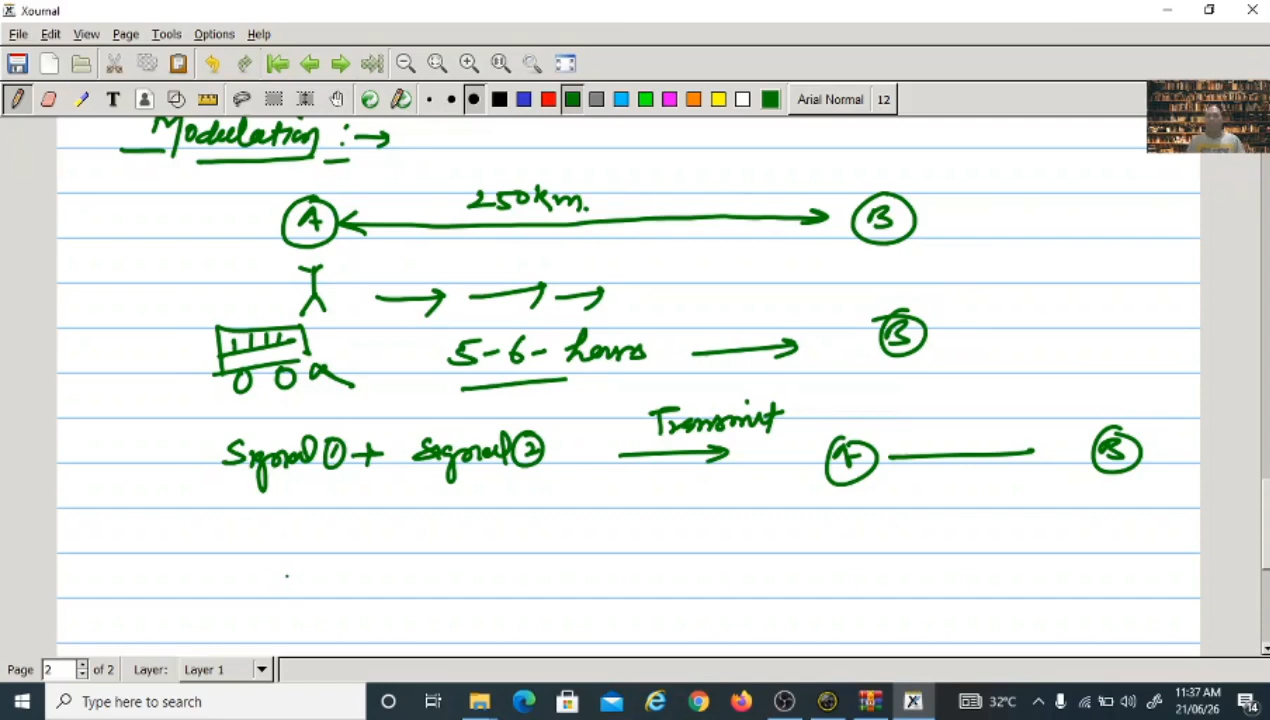 Xournal
File Edit View Page Tools Options Help
T Arial Normal 12
Modulation :→
250km.
A B
5-6- hours → B
Transmit
Signal ① + Signal ② → B
Page 2 of 2 Layer: Layer 1
Type here to search
32°C
11:37 AM
21/06/26
14